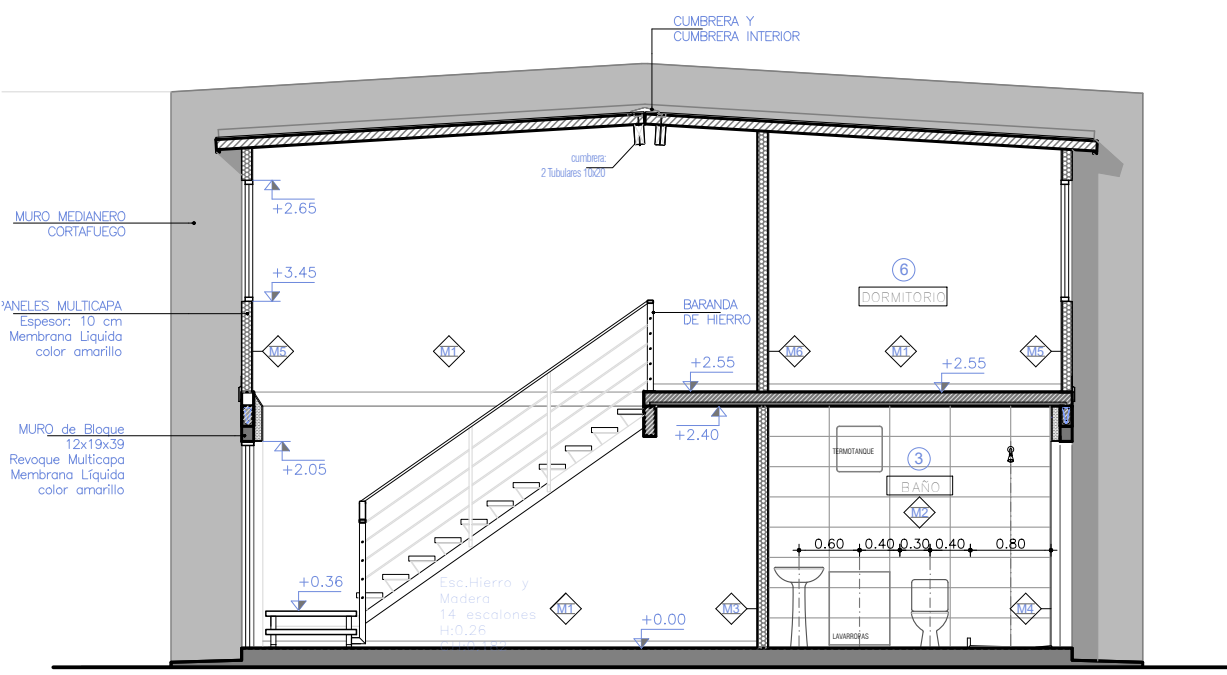 CUMBRERA Y
CUMBRERA INTERIOR
cumbrera:
2 Tubulares 10x20
+2.65
MURO MEDIANERO
CORTAFUEGO
+3.45
6
DORMITORIO
PANELES MULTICAPA
Espesor: 10 cm
Membrana Liquida
color amarillo
BARANDA
DE HIERRO
M5
M1
M6
M1
M5
+2.55
+2.55
MURO de Bloque
12x19x39
Revoque Multicapa
Membrana Líquida
color amarillo
+2.40
+2.05
TERMOTANQUE
3
BAÑO
M2
0.60
0.40
0.30
0.40
0.80
+0.36
Esc.Hierro y
Madera
14 escalones
H:0.26
M1
M3
M4
+0.00
LAVARROPAS